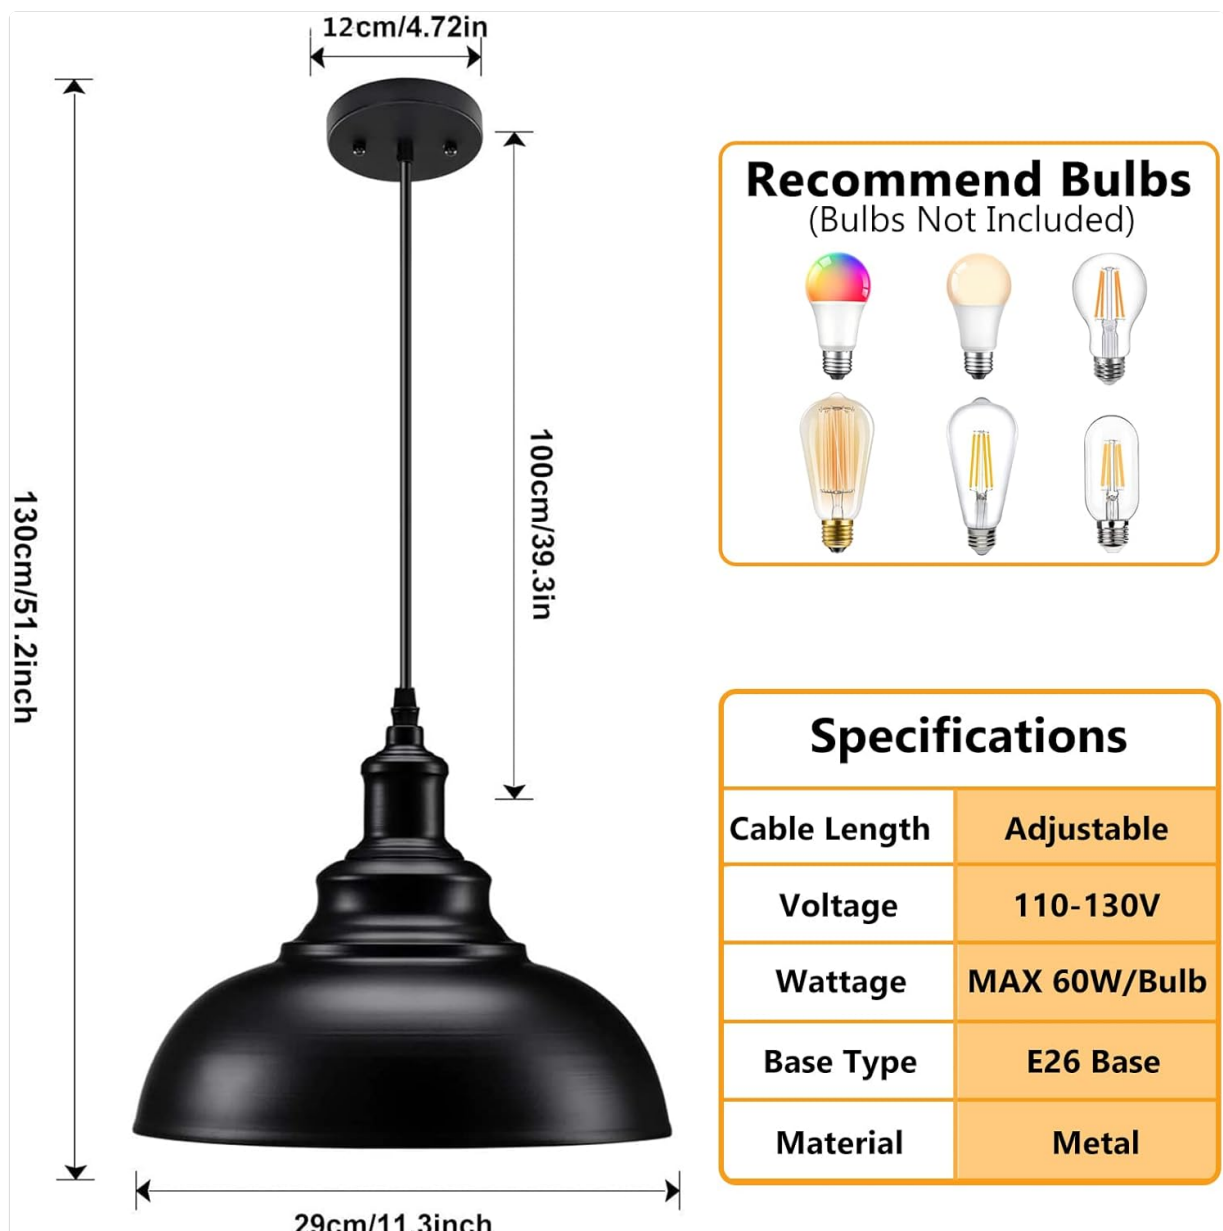 12cm/4.72in
130cm/51.2inch
100cm/39.3in
29cm/11.3inch
Recommend Bulbs
(Bulbs Not Included)
Specifications
Cable Length Adjustable
Voltage 110-130V
Wattage MAX 60W/Bulb
Base Type E26 Base
Material Metal